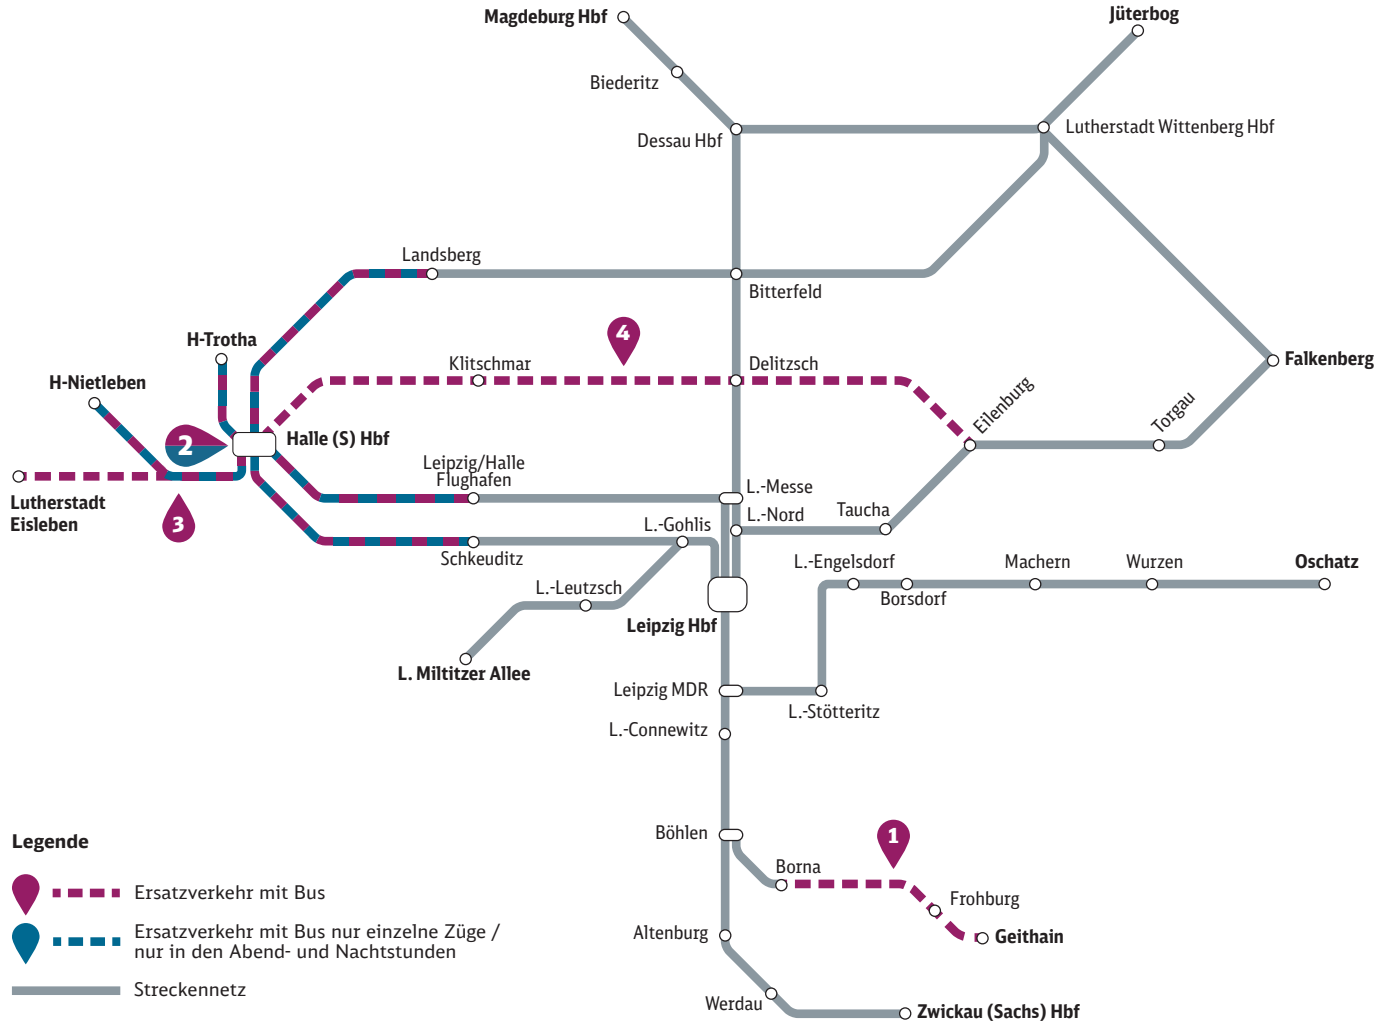 Magdeburg Hbf
Jüterbog
Biederitz
Dessau Hbf
Lutherstadt Wittenberg Hbf
Landsberg
Bitterfeld
H-Trotha
4
Klitschmar
Delitzsch
Falkenberg
H-Nietleben
Eilenburg
Torgau
2
Halle (S) Hbf
Leipzig/Halle
Flughafen
L.-Messe
Lutherstadt
Eisleben
3
L.-Nord
Taucha
L.-Gohlis
Schkeuditz
L.-Engelsdorf
Machern
Wurzen
Oschatz
L.-Leutzsch
Borsdorf
Leipzig Hbf
L. Miltitzer Allee
Leipzig MDR
L.-Stötteritz
L.-Connewitz
Böhlen
1
Borna
Frohburg
Altenburg
Geithain
Werdau
Zwickau (Sachs) Hbf
Legende
Ersatzverkehr mit Bus
Ersatzverkehr mit Bus nur einzelne Züge /
nur in den Abend- und Nachtstunden
Streckennetz